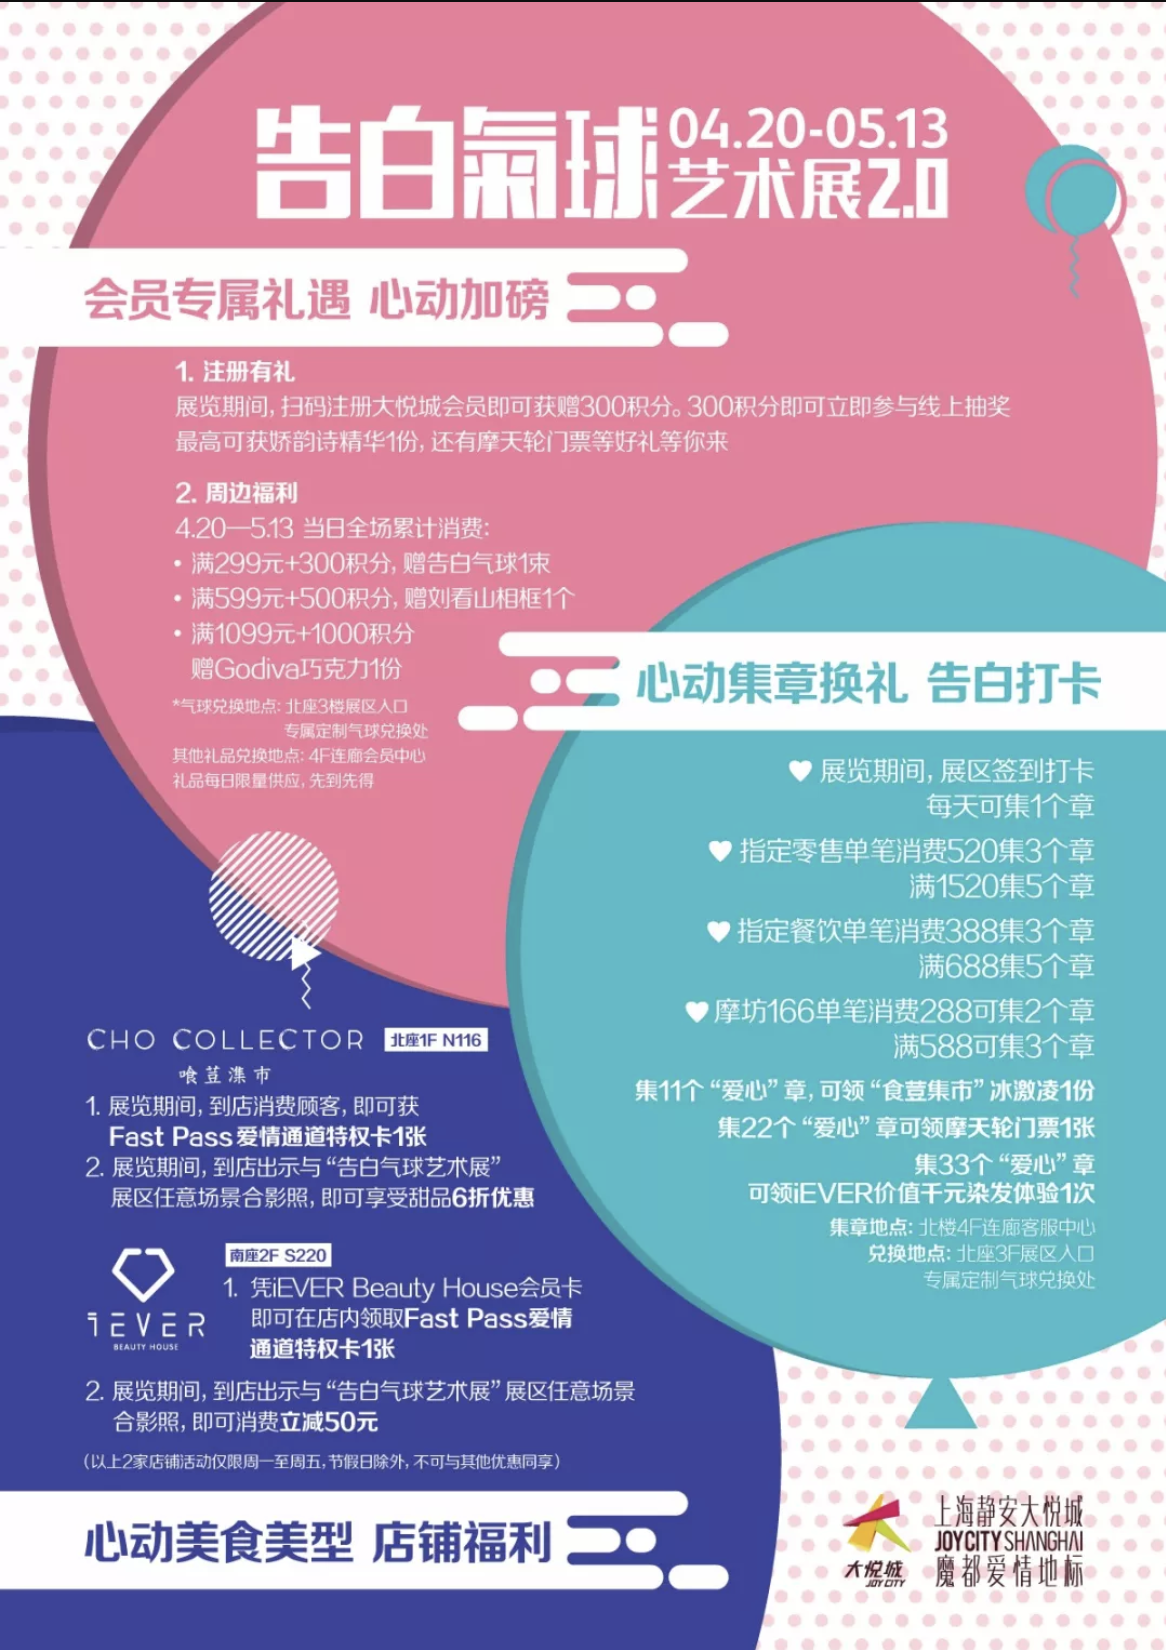 告白氣球
04.20-05.13
艺术展2.0
会员专属礼遇 心动加磅
1. 注册有礼
展览期间, 扫码注册大悦城会员即可获赠300积分。300积分即可立即参与线上抽奖
最高可获娇韵诗精华1份, 还有摩天轮门票等好礼等你来
2. 周边福利
4.20—5.13 当日全场累计消费:
• 满299元+300积分, 赠告白气球1束
• 满599元+500积分, 赠刘看山相框1个
• 满1099元+1000积分
赠Godiva巧克力1份
*气球兑换地点: 北座3楼展区入口
专属定制气球兑换处
其他礼品兑换地点: 4F连廊会员中心
礼品每日限量供应, 先到先得
心动集章换礼 告白打卡
♥ 展览期间, 展区签到打卡
每天可集1个章
♥ 指定零售单笔消费520集3个章
满1520集5个章
♥ 指定餐饮单笔消费388集3个章
满688集5个章
♥ 摩坊166单笔消费288可集2个章
满588可集3个章
集11个“爱心”章, 可领“食荳集市”冰激凌1份
集22个“爱心”章可领摩天轮门票1张
集33个“爱心”章
可领iEVER价值千元染发体验1次
集章地点: 北楼4F连廊客服中心
兑换地点: 北座3F展区入口
专属定制气球兑换处
CHO COLLECTOR 北座1F N116
喰荳潗市
1. 展览期间, 到店消费顾客, 即可获
Fast Pass爱情通道特权卡1张
2. 展览期间, 到店出示与“告白气球艺术展”
展区任意场景合影照, 即可享受甜品6折优惠
iEVER
BEAUTY HOUSE
南座2F S220
1. 凭iEVER Beauty House会员卡
即可在店内领取Fast Pass爱情
通道特权卡1张
2. 展览期间, 到店出示与“告白气球艺术展”展区任意场景
合影照, 即可消费立减50元
(以上2家店铺活动仅限周一至周五, 节假日除外, 不可与其他优惠同享)
心动美食美型 店铺福利
大悦城
JOY CITY
上海静安大悦城
JOYCITY SHANGHAI
魔都爱情地标